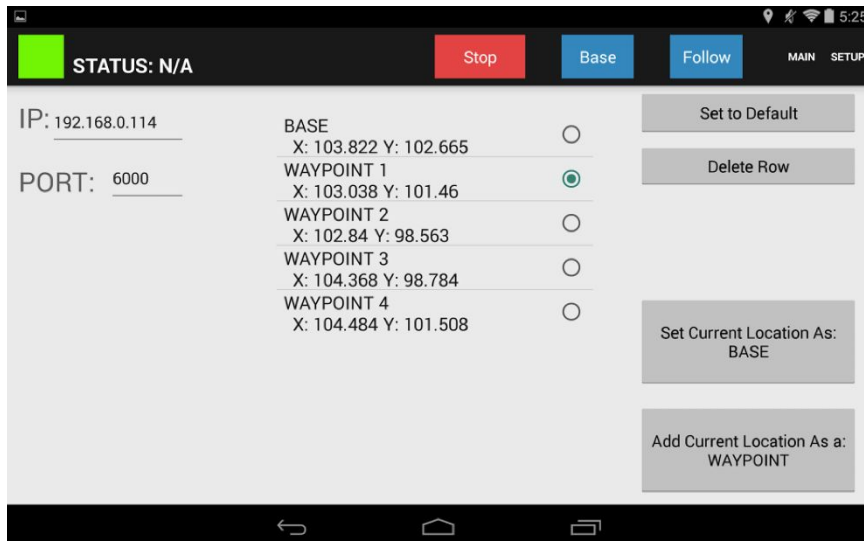 5:25
STATUS: N/A
Stop
Base
Follow
MAIN
SETUP
IP: 192.168.0.114
PORT: 6000
BASE
X: 103.822 Y: 102.665
WAYPOINT 1
X: 103.038 Y: 101.46
WAYPOINT 2
X: 102.84 Y: 98.563
WAYPOINT 3
X: 104.368 Y: 98.784
WAYPOINT 4
X: 104.484 Y: 101.508
Set to Default
Delete Row
Set Current Location As:
BASE
Add Current Location As a:
WAYPOINT